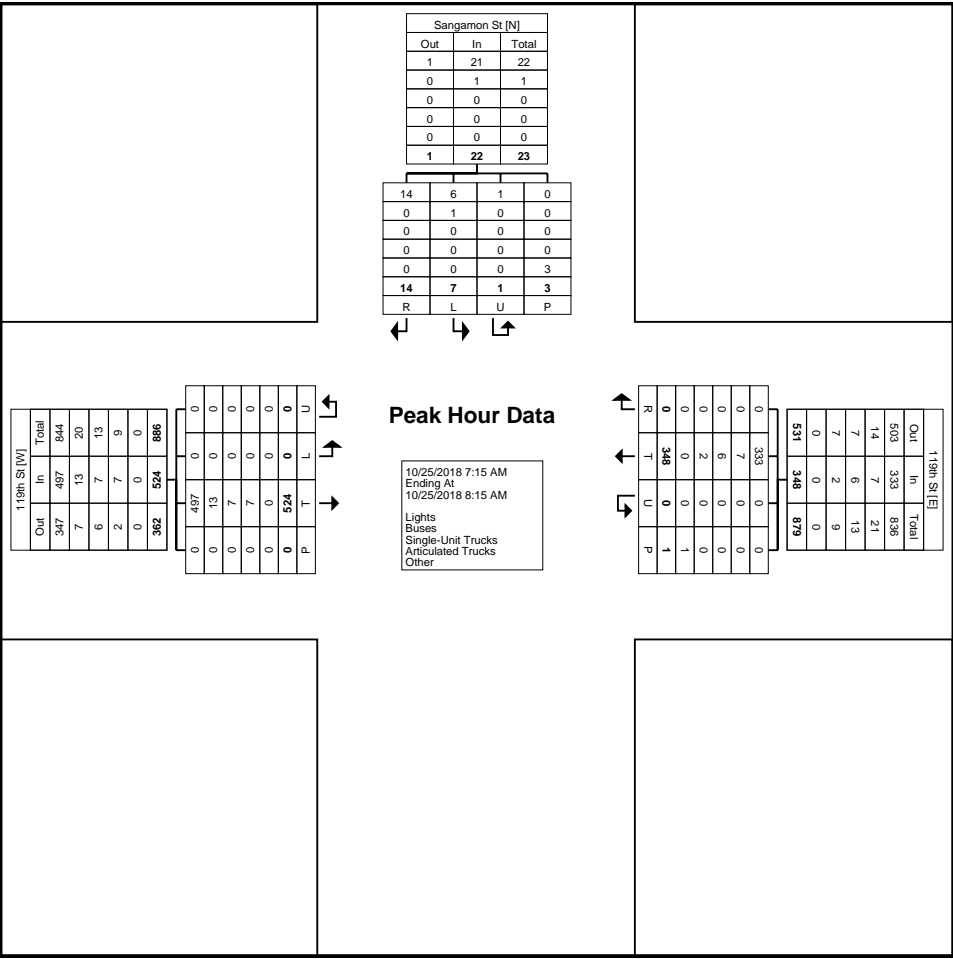 Sangamon St [N]
Out In Total
1 21 22
0 1 1
0 0 0
0 0 0
0 0 0
1 22 23
14 6 1 0
0 1 0 0
0 0 0 0
0 0 0 0
0 0 0 3
14 7 1 3
R L U P
Peak Hour Data
10/25/2018 7:15 AM
Ending At
10/25/2018 8:15 AM
Lights
Buses
Single-Unit Trucks
Articulated Trucks
Other
119th St [W]
Total 844 20 13 9 0 886
In 497 13 7 7 0 524
Out 347 7 6 2 0 362
0 0 0 0 0 0 U
0 0 0 0 0 0 L
497 13 7 7 0 524 T
0 0 0 0 0 0 P
R 0 0 0 0 0 0
T 348 0 2 6 7 333
U 0 0 0 0 0 0
P 1 1 0 0 0 0
119th St [E]
Out In Total
503 333 836
14 7 21
7 6 13
7 2 9
0 0 0
531 348 879